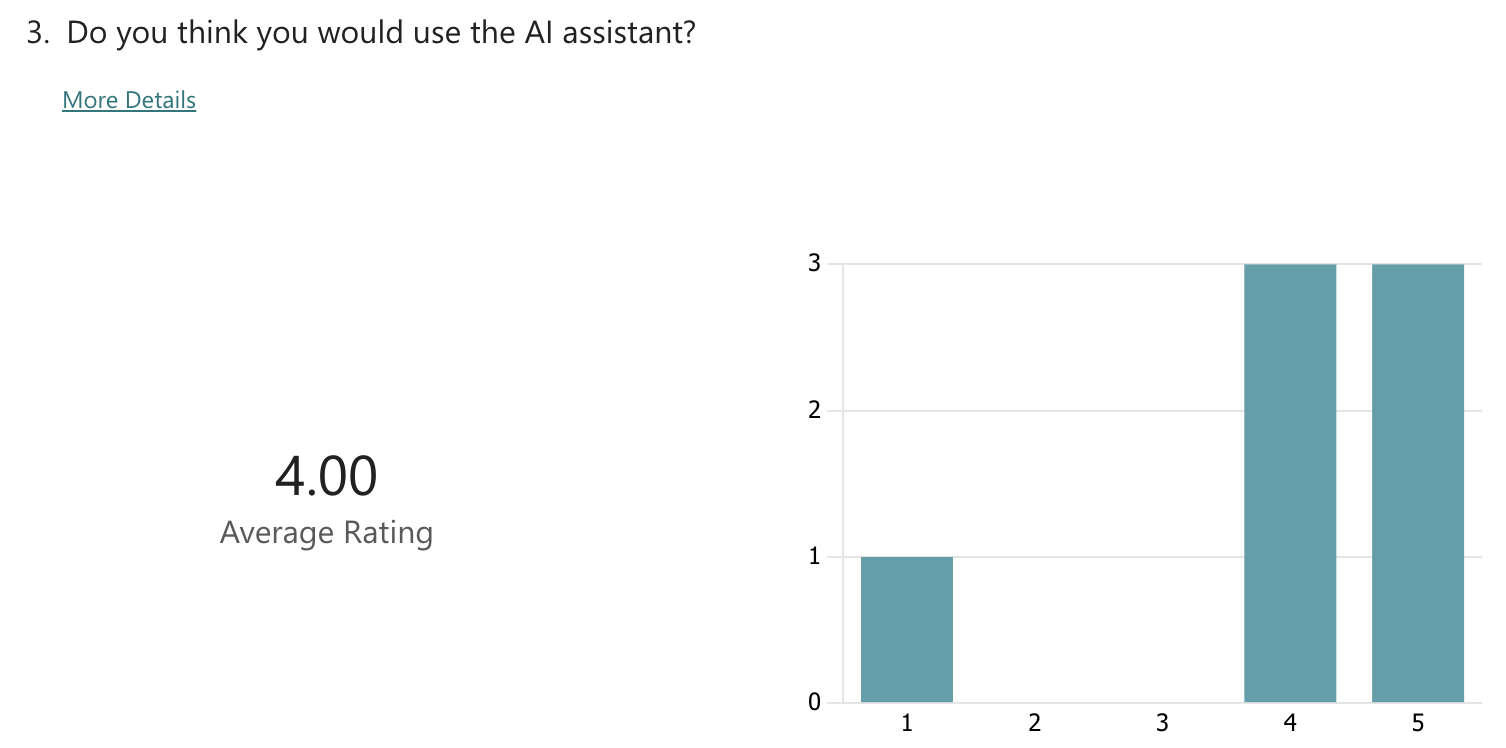 3. Do you think you would use the AI assistant?
More Details
4.00
Average Rating
3
2
1
0
1 2 3 4 5